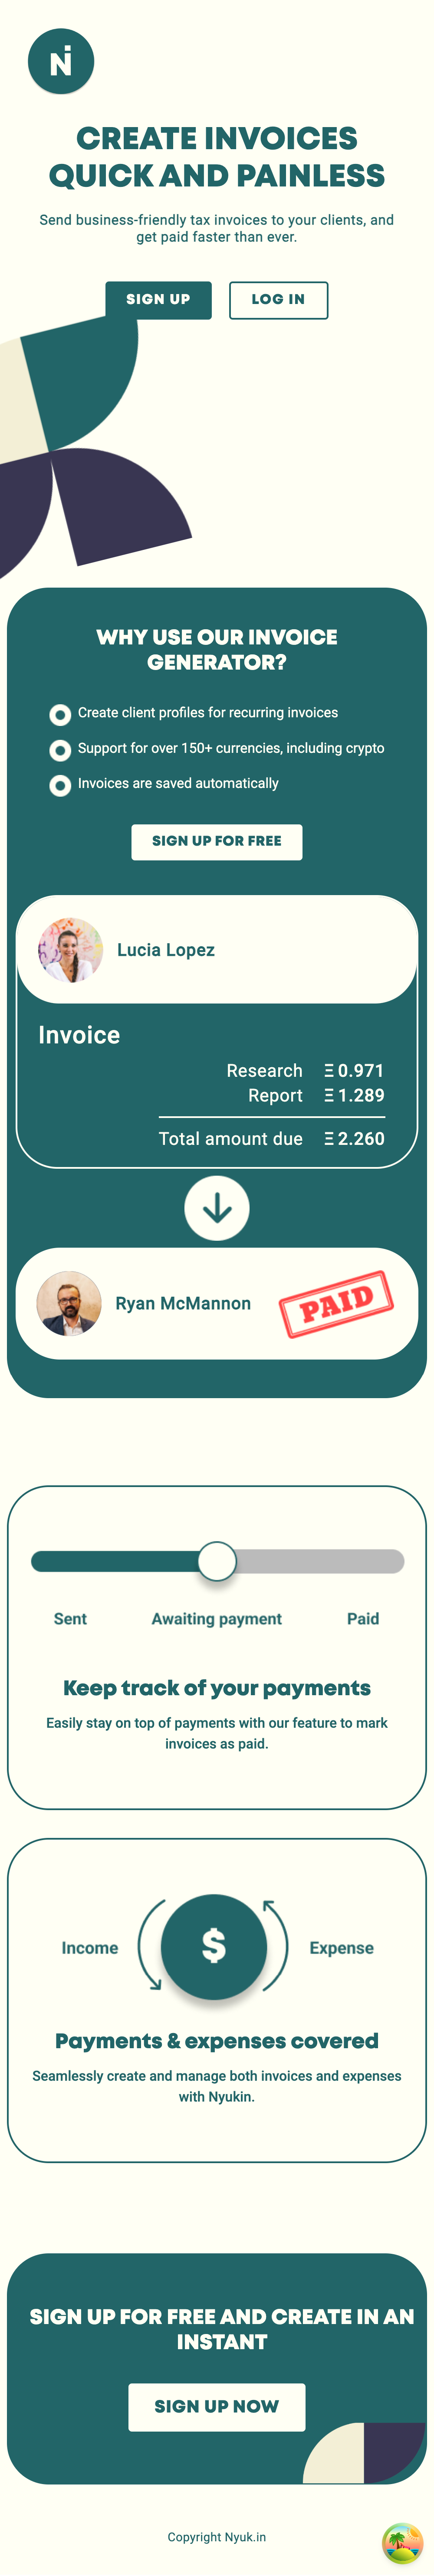 Ni
CREATE INVOICES
QUICK AND PAINLESS
Send business-friendly tax invoices to your clients, and
get paid faster than ever.
SIGN UP
LOG IN
WHY USE OUR INVOICE
GENERATOR?
Create client profiles for recurring invoices
Support for over 150+ currencies, including crypto
Invoices are saved automatically
SIGN UP FOR FREE
Lucia Lopez
Invoice
Research Ξ 0.971
Report Ξ 1.289
Total amount due Ξ 2.260
Ryan McMannon
PAID
Sent Awaiting payment Paid
Keep track of your payments
Easily stay on top of payments with our feature to mark
invoices as paid.
Income $ Expense
Payments & expenses covered
Seamlessly create and manage both invoices and expenses
with Nyukin.
SIGN UP FOR FREE AND CREATE IN AN
INSTANT
SIGN UP NOW
Copyright Nyuk.in